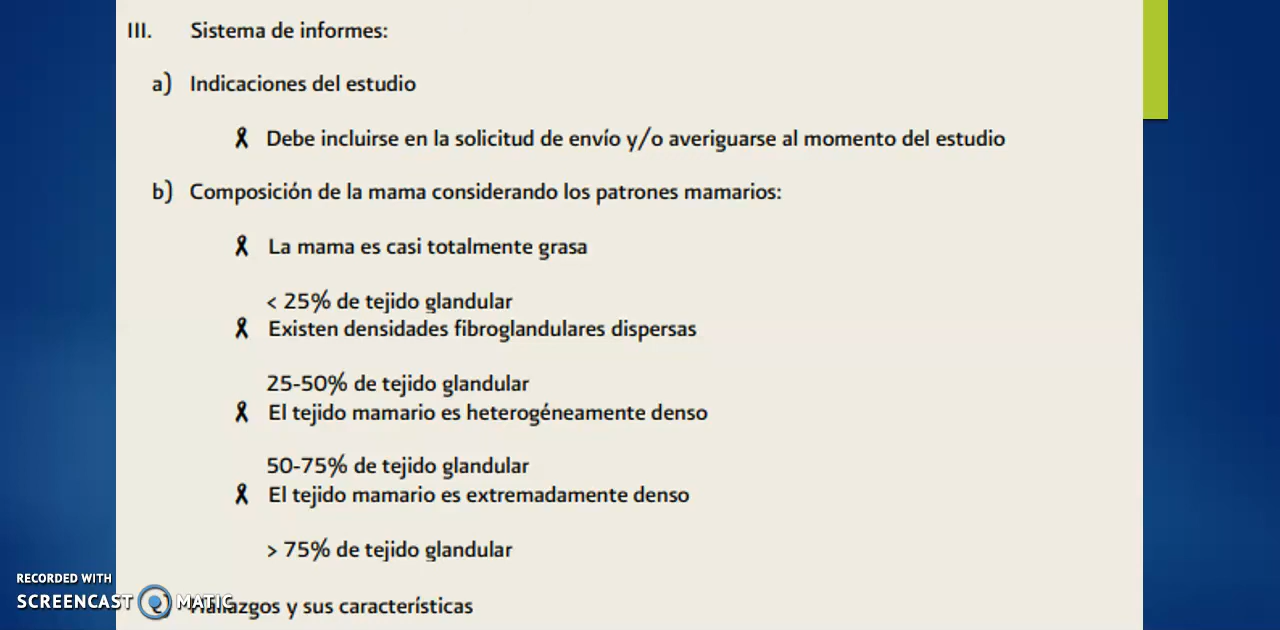 III. Sistema de informes:
a) Indicaciones del estudio
Debe incluirse en la solicitud de envío y/o averiguarse al momento del estudio
b) Composición de la mama considerando los patrones mamarios:
La mama es casi totalmente grasa
< 25% de tejido glandular
Existen densidades fibroglandulares dispersas
25-50% de tejido glandular
El tejido mamario es heterogéneamente denso
50-75% de tejido glandular
El tejido mamario es extremadamente denso
> 75% de tejido glandular
RECORDED WITH
SCREENCAST MATIC
y sus características